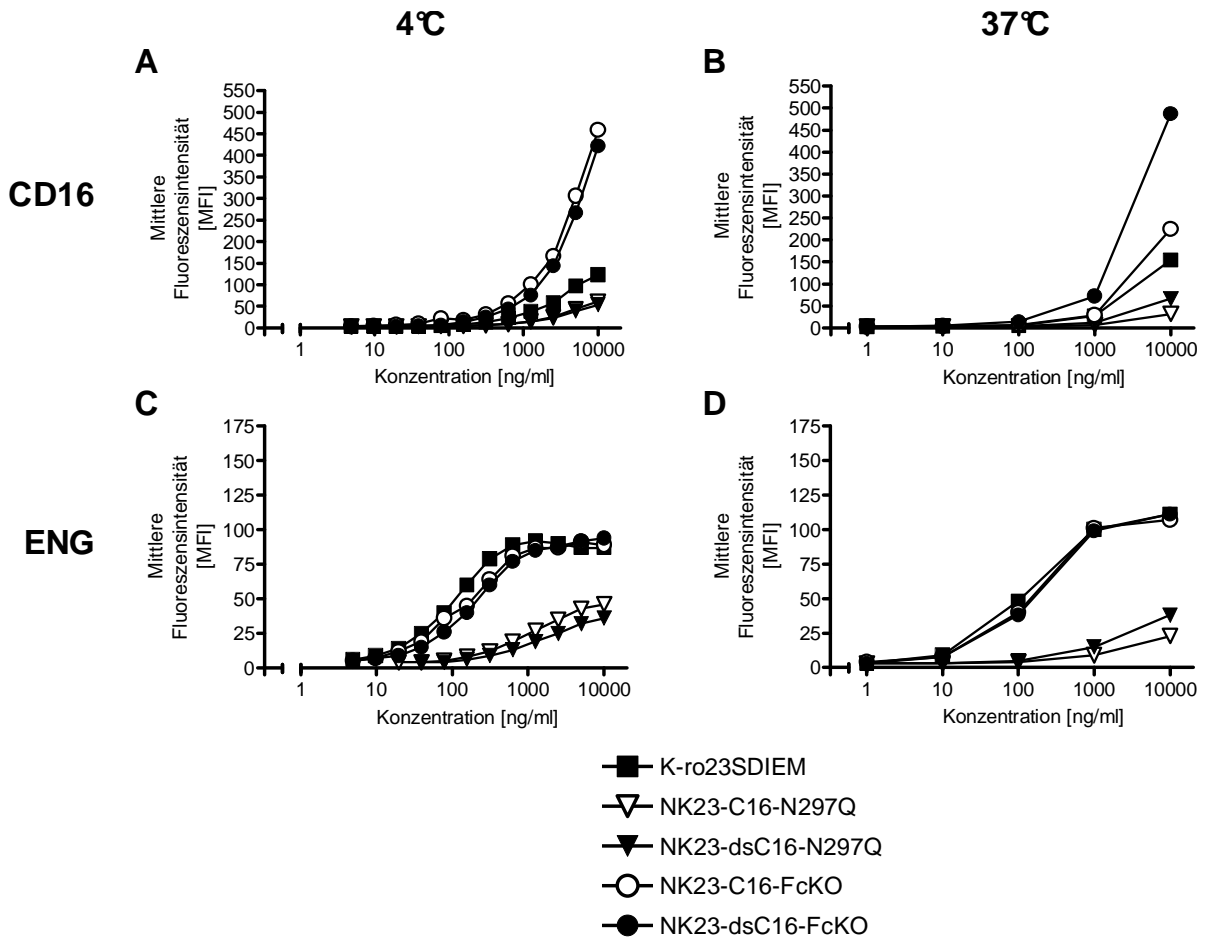 4°C
37°C
CD16
ENG
A
Mittlere
Fluoreszensintensität
[MFI]
550
500
450
400
350
300
250
200
150
100
50
0
1
10
100
1000
10000
Konzentration [ng/ml]
B
Mittlere
Fluoreszensintensität
[MFI]
550
500
450
400
350
300
250
200
150
100
50
0
1
10
100
1000
10000
Konzentration [ng/ml]
C
Mittlere
Fluoreszensintensität
[MFI]
175
150
125
100
75
50
25
0
1
10
100
1000
10000
Konzentration [ng/ml]
D
Mittlere
Fluoreszensintensität
[MFI]
175
150
125
100
75
50
25
0
1
10
100
1000
10000
Konzentration [ng/ml]
K-ro23SDIEM
NK23-C16-N297Q
NK23-dsC16-N297Q
NK23-C16-FcKO
NK23-dsC16-FcKO